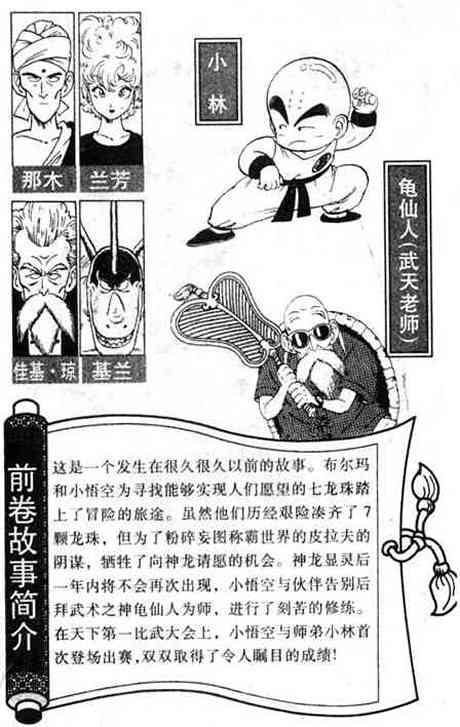 小林
那木
兰芳
龟仙人(武天老师)
佳基·琼
基兰
前卷故事简介
这是一个发生在很久很久以前的故事。布尔玛
和小悟空为寻找能够实现人们愿望的七龙珠踏
上了冒险的旅途。虽然他们历经艰险凑齐了7
颗龙珠，但为了粉碎妄图称霸世界的皮拉夫的
阴谋，牺牲了向神龙请愿的机会。神龙显灵后
一年内将不会再次出现，小悟空与伙伴告别后
拜武术之神龟仙人为师，进行了刻苦的修练。
在天下第一比武大会上，小悟空与师弟小林首
次登场出赛，双双取得了令人瞩目的成绩!